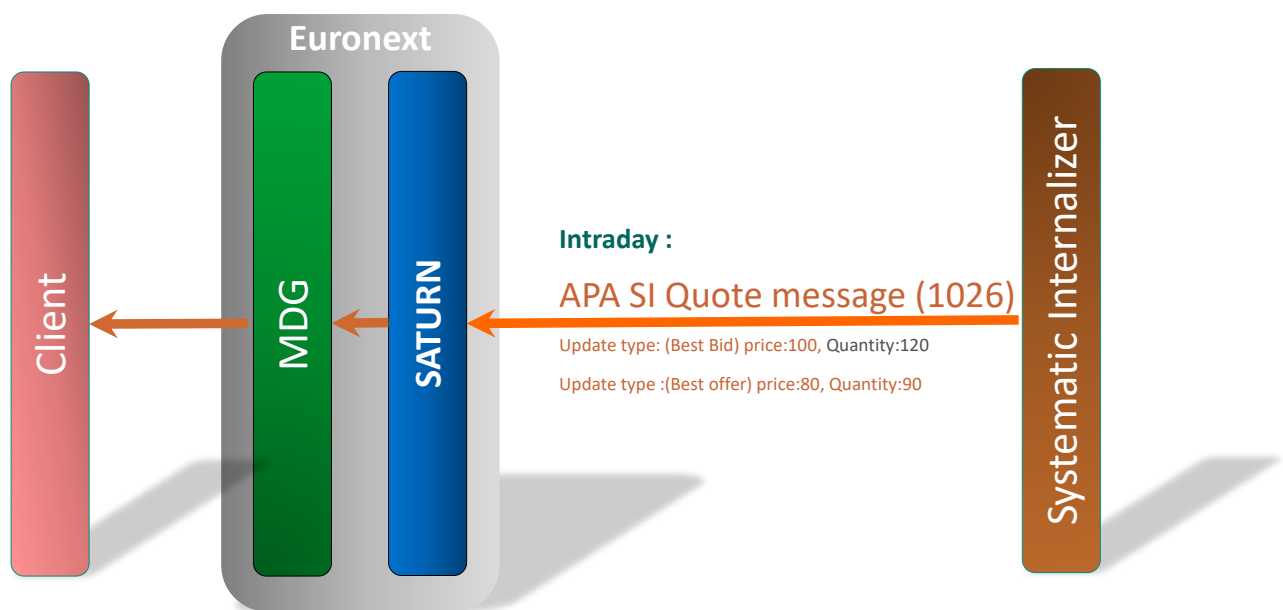 Euronext
Client
MDG
SATURN
Intraday :
APA SI Quote message (1026)
Update type: (Best Bid) price:100, Quantity:120
Update type :(Best offer) price:80, Quantity:90
Systematic Internalizer